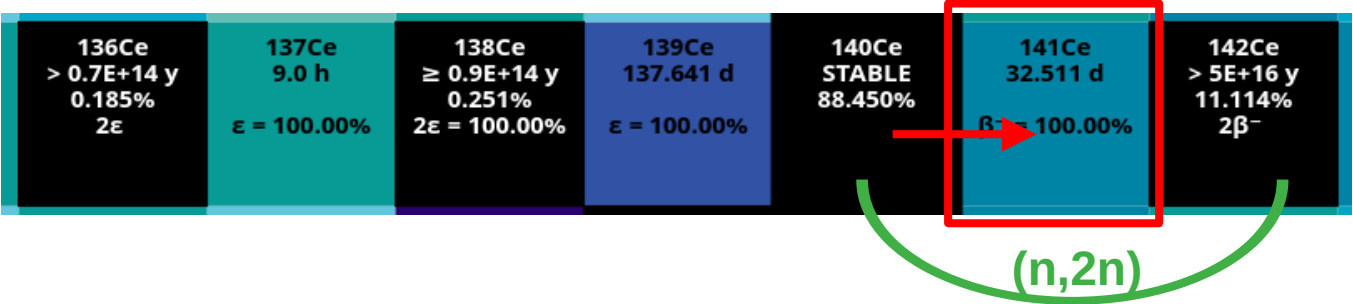 136Ce
> 0.7E+14 y
0.185%
2ε
137Ce
9.0 h
ε = 100.00%
138Ce
≥ 0.9E+14 y
0.251%
2ε = 100.00%
139Ce
137.641 d
ε = 100.00%
140Ce
STABLE
88.450%
141Ce
32.511 d
β⁻ = 100.00%
142Ce
> 5E+16 y
11.114%
2β⁻
(n,2n)